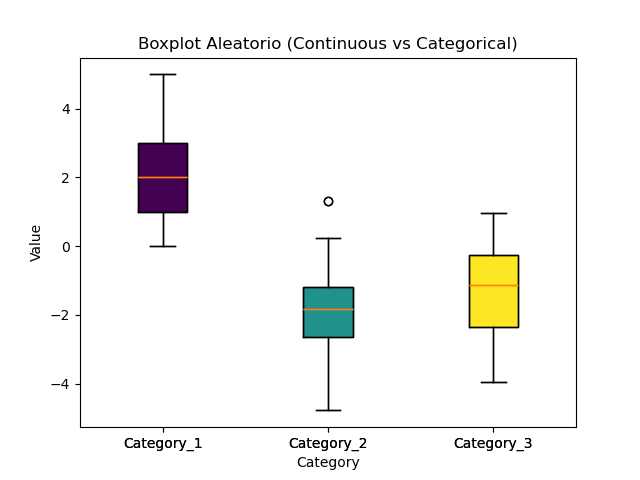 Boxplot Aleatorio (Continuous vs Categorical)
Value
4
2
0
−2
−4
Category_1 Category_2 Category_3
Category